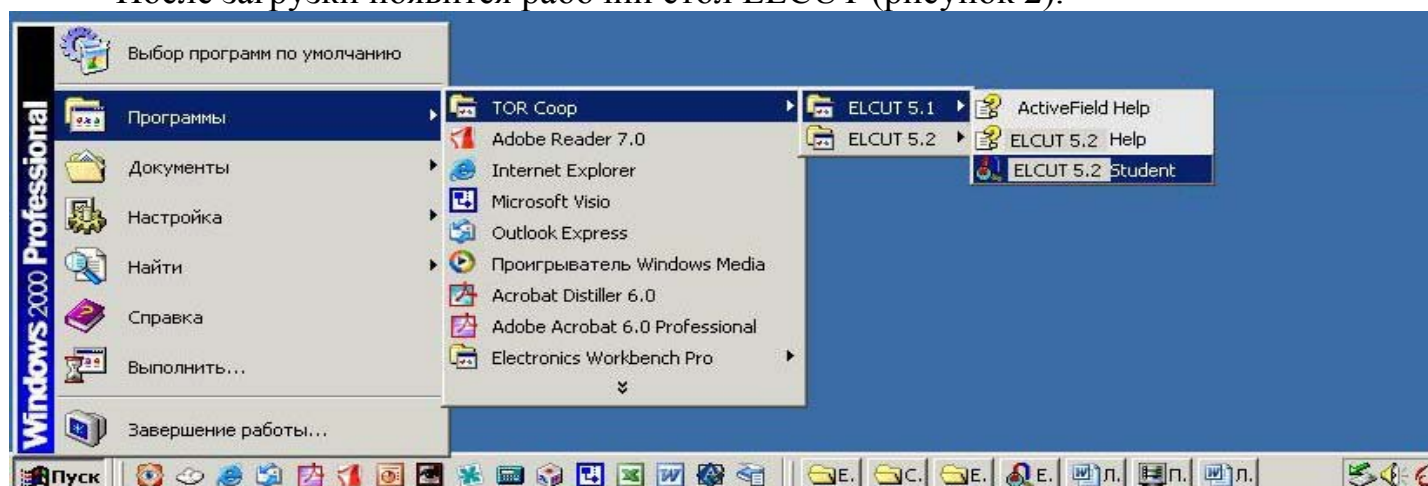 После загрузки появится рабочий стол ELCUT (рисунок 2).
Выбор программ по умолчанию
Программы
Документы
Настройка
Найти
Справка
Выполнить...
Завершение работы...
Windows 2000 Professional
TOR Coop
Adobe Reader 7.0
Internet Explorer
Microsoft Visio
Outlook Express
Проигрыватель Windows Media
Acrobat Distiller 6.0
Adobe Acrobat 6.0 Professional
Electronics Workbench Pro
ELCUT 5.1
ELCUT 5.2
ActiveField Help
ELCUT 5.2 Help
ELCUT 5.2 Student
Пуск
E.
С.
E.
E.
Л.
П.
Л.